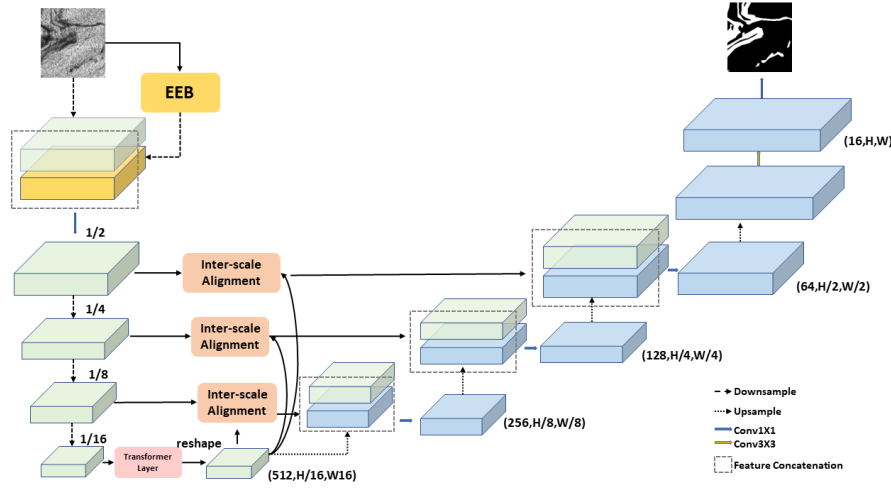 EEB
(16,H,W)
1/2
Inter-scale
Alignment
(64,H/2,W/2)
1/4
Inter-scale
Alignment
(128,H/4,W/4)
1/8
Inter-scale
Alignment
(256,H/8,W/8)
1/16
Transformer
Layer
reshape
(512,H/16,W16)
Downsample
Upsample
Conv1X1
Conv3X3
Feature Concatenation